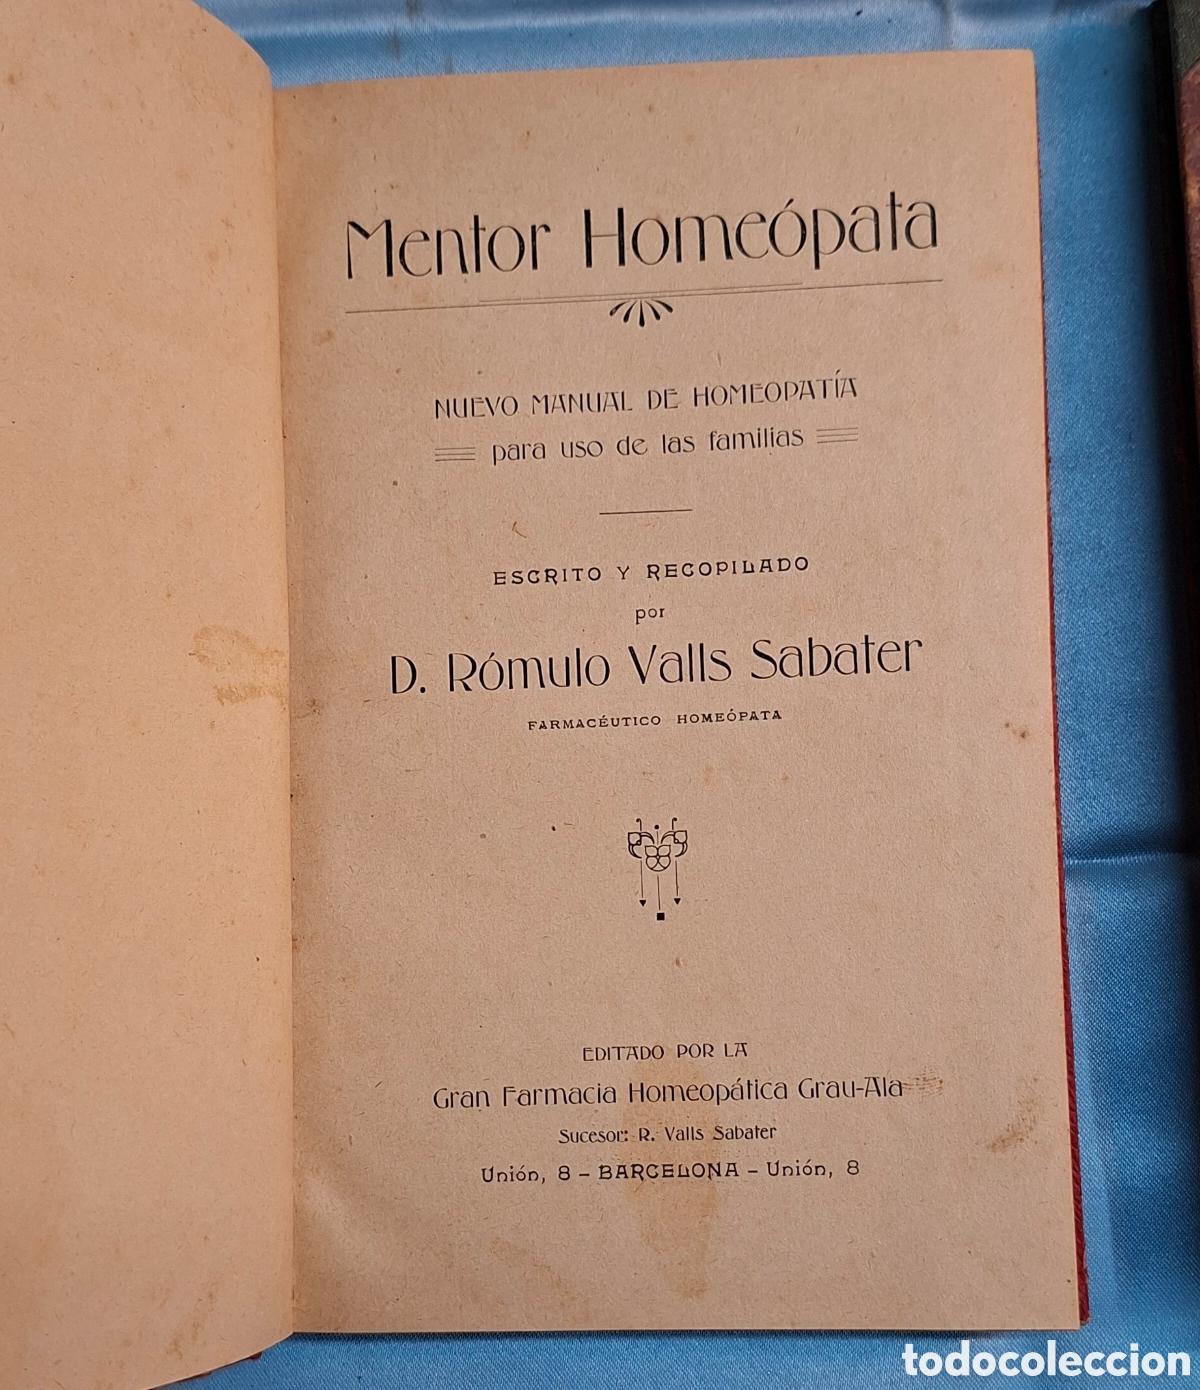 Mentor Homeópata
NUEVO MANUAL DE HOMEOPATÍA
para uso de las familias
ESCRITO Y RECOPILADO
por
D. Rómulo Valls Sabater
FARMACÉUTICO HOMEÓPATA
EDITADO POR LA
Gran Farmacia Homeopática Grau-Ala
Sucesor: R. Valls Sabater
Unión, 8 - BARCELONA - Unión, 8
todocoleccion